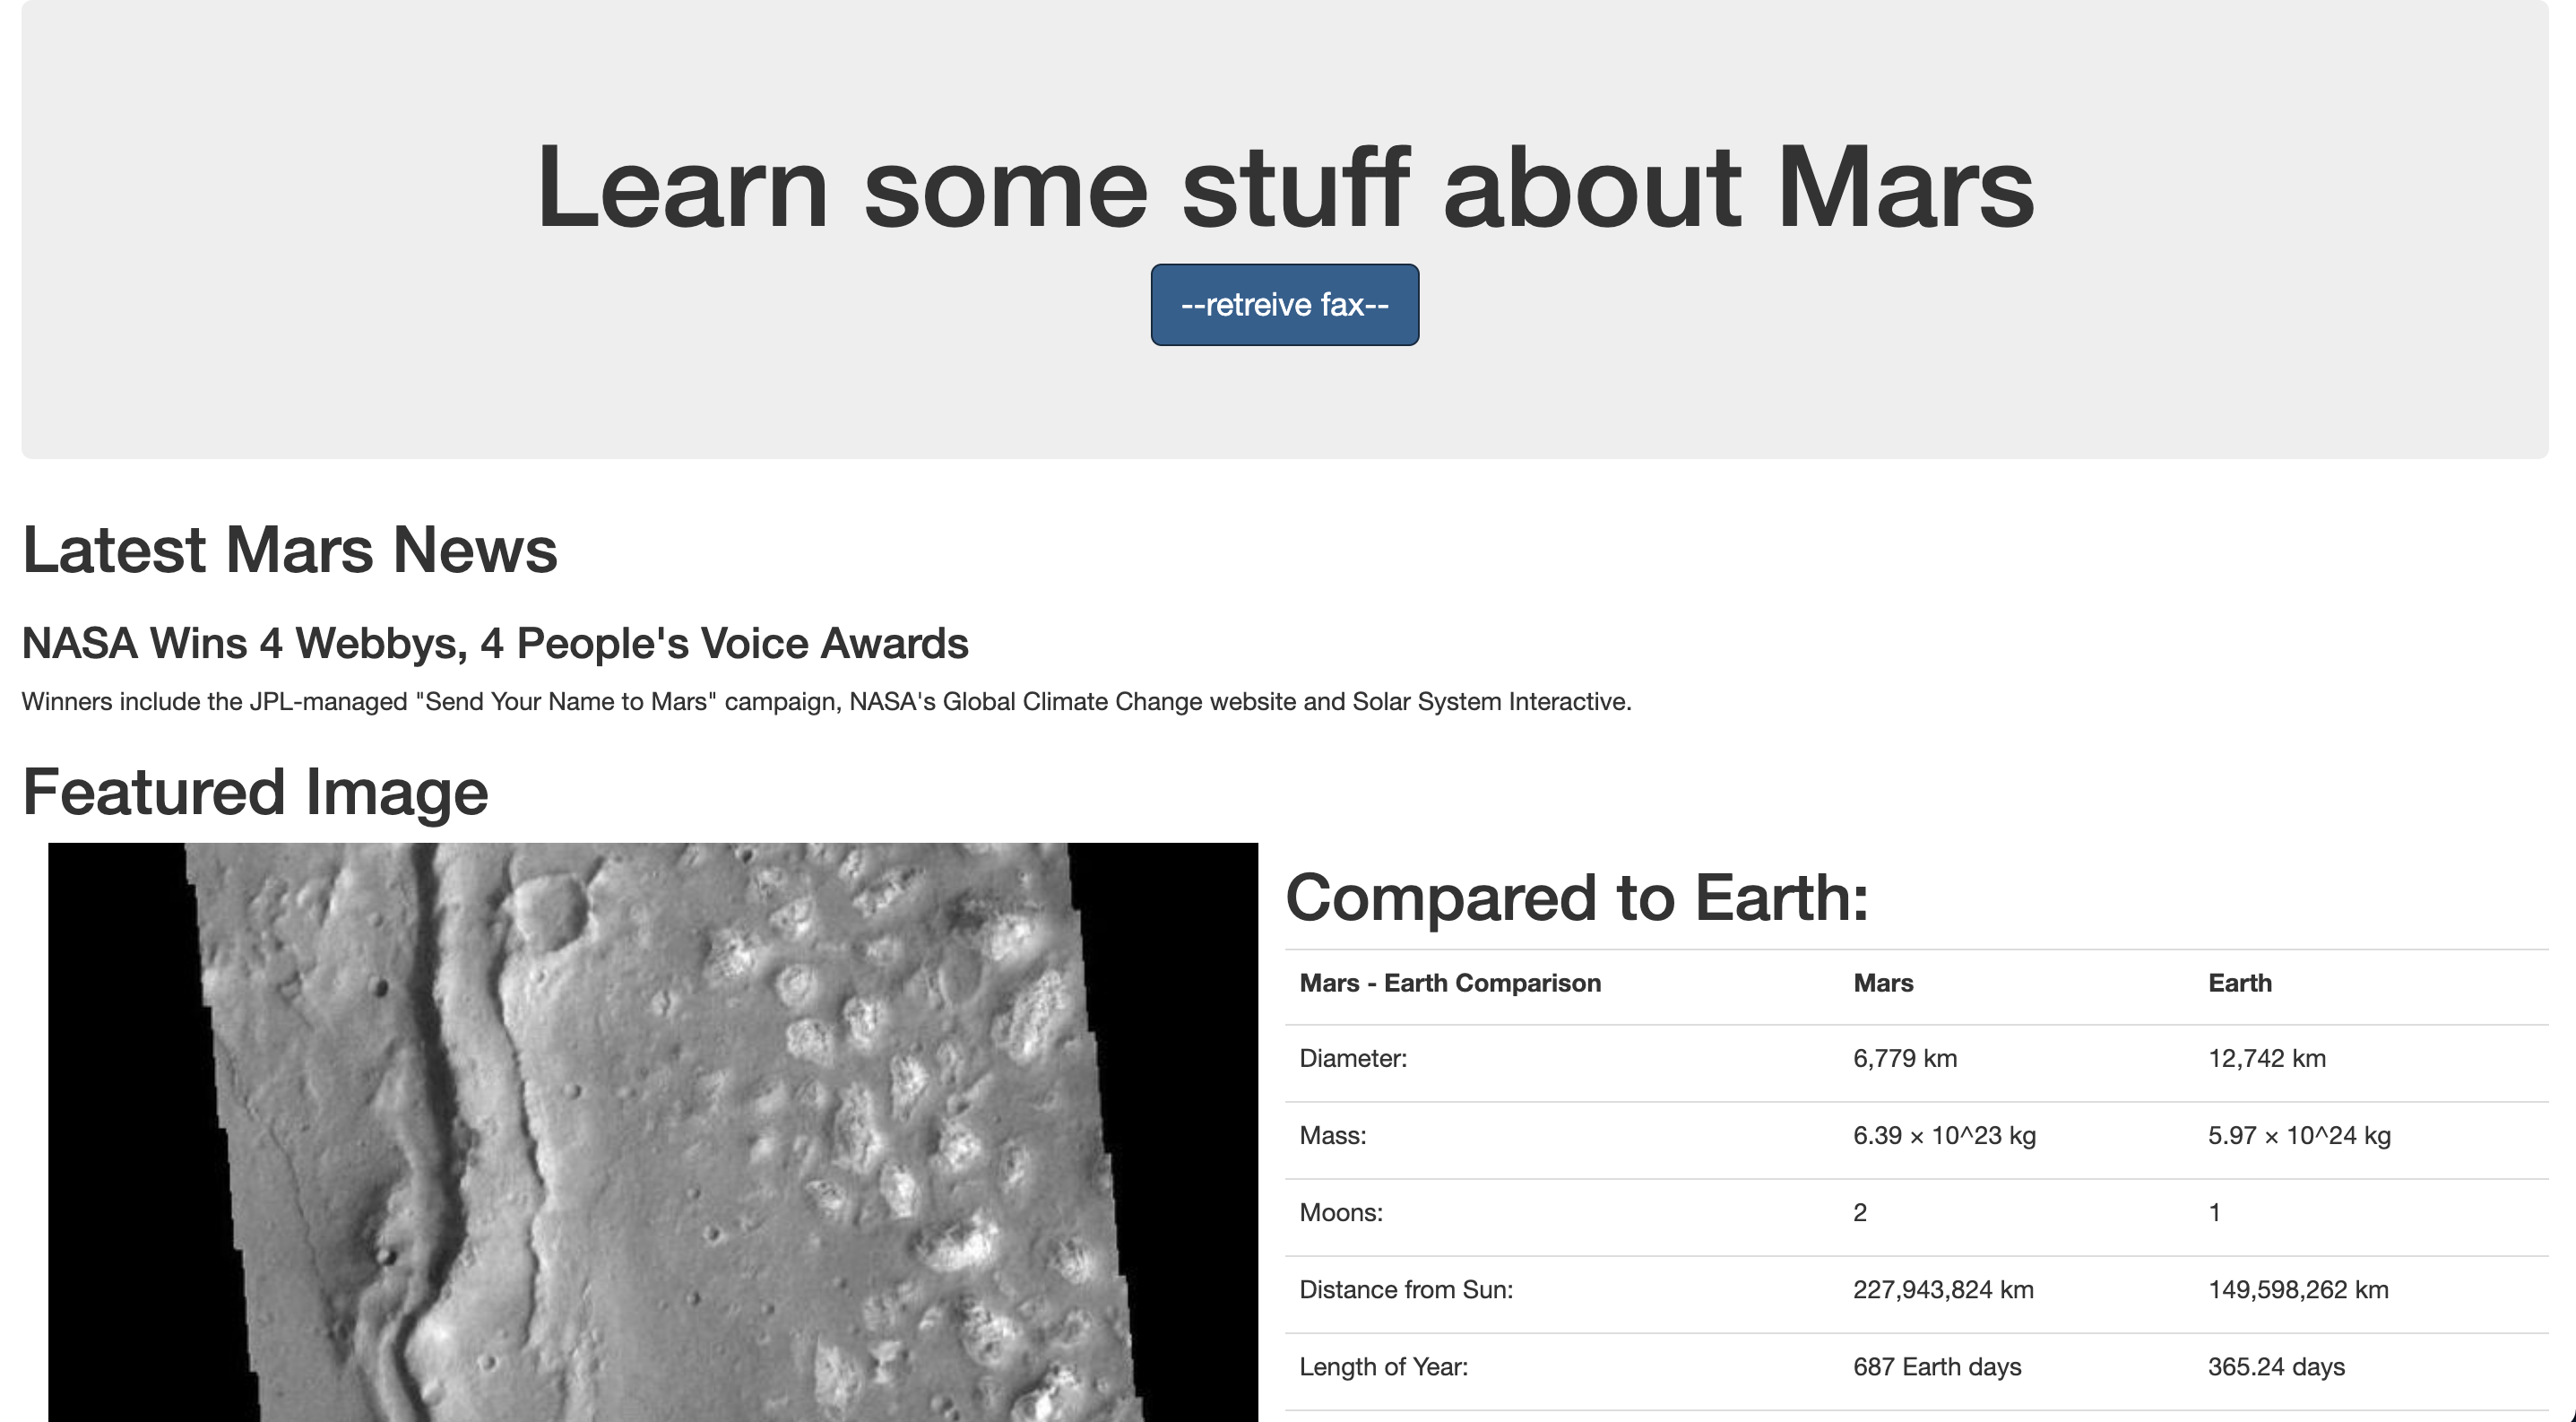 Learn some stuff about Mars
--retreive fax--
Latest Mars News
NASA Wins 4 Webbys, 4 People's Voice Awards
Winners include the JPL-managed "Send Your Name to Mars" campaign, NASA's Global Climate Change website and Solar System Interactive.
Featured Image
Compared to Earth:
Mars - Earth Comparison Mars Earth
Diameter: 6,779 km 12,742 km
Mass: 6.39 × 10^23 kg 5.97 × 10^24 kg
Moons: 2 1
Distance from Sun: 227,943,824 km 149,598,262 km
Length of Year: 687 Earth days 365.24 days